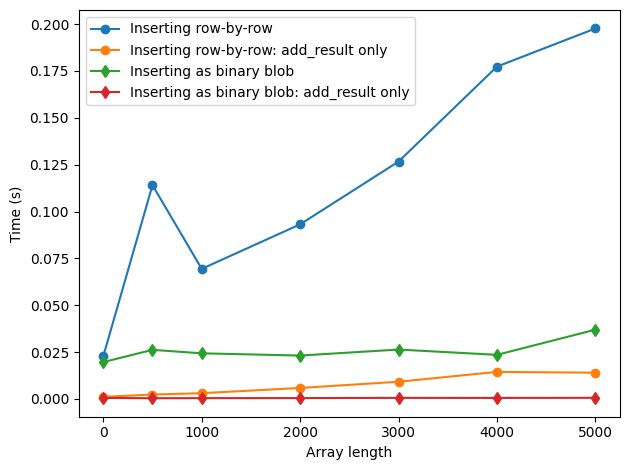 Inserting row-by-row
Inserting row-by-row: add_result only
Inserting as binary blob
Inserting as binary blob: add_result only
0.200
0.175
0.150
0.125
0.100
0.075
0.050
0.025
0.000
Time (s)
0 1000 2000 3000 4000 5000
Array length